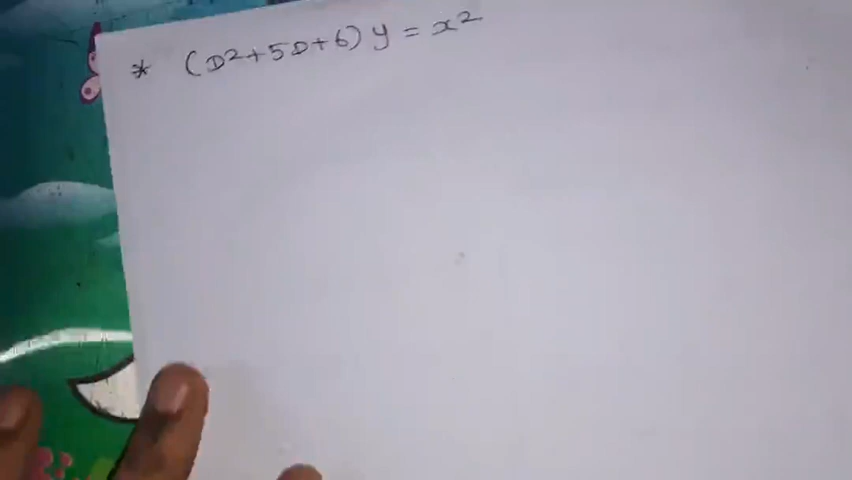 * (D²+5D+6) y = x²